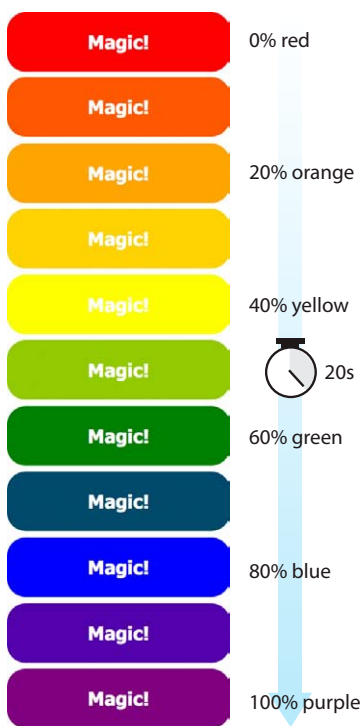 Magic! 0% red
Magic!
Magic! 20% orange
Magic!
Magic! 40% yellow
Magic! 20s
Magic! 60% green
Magic!
Magic! 80% blue
Magic!
Magic! 100% purple